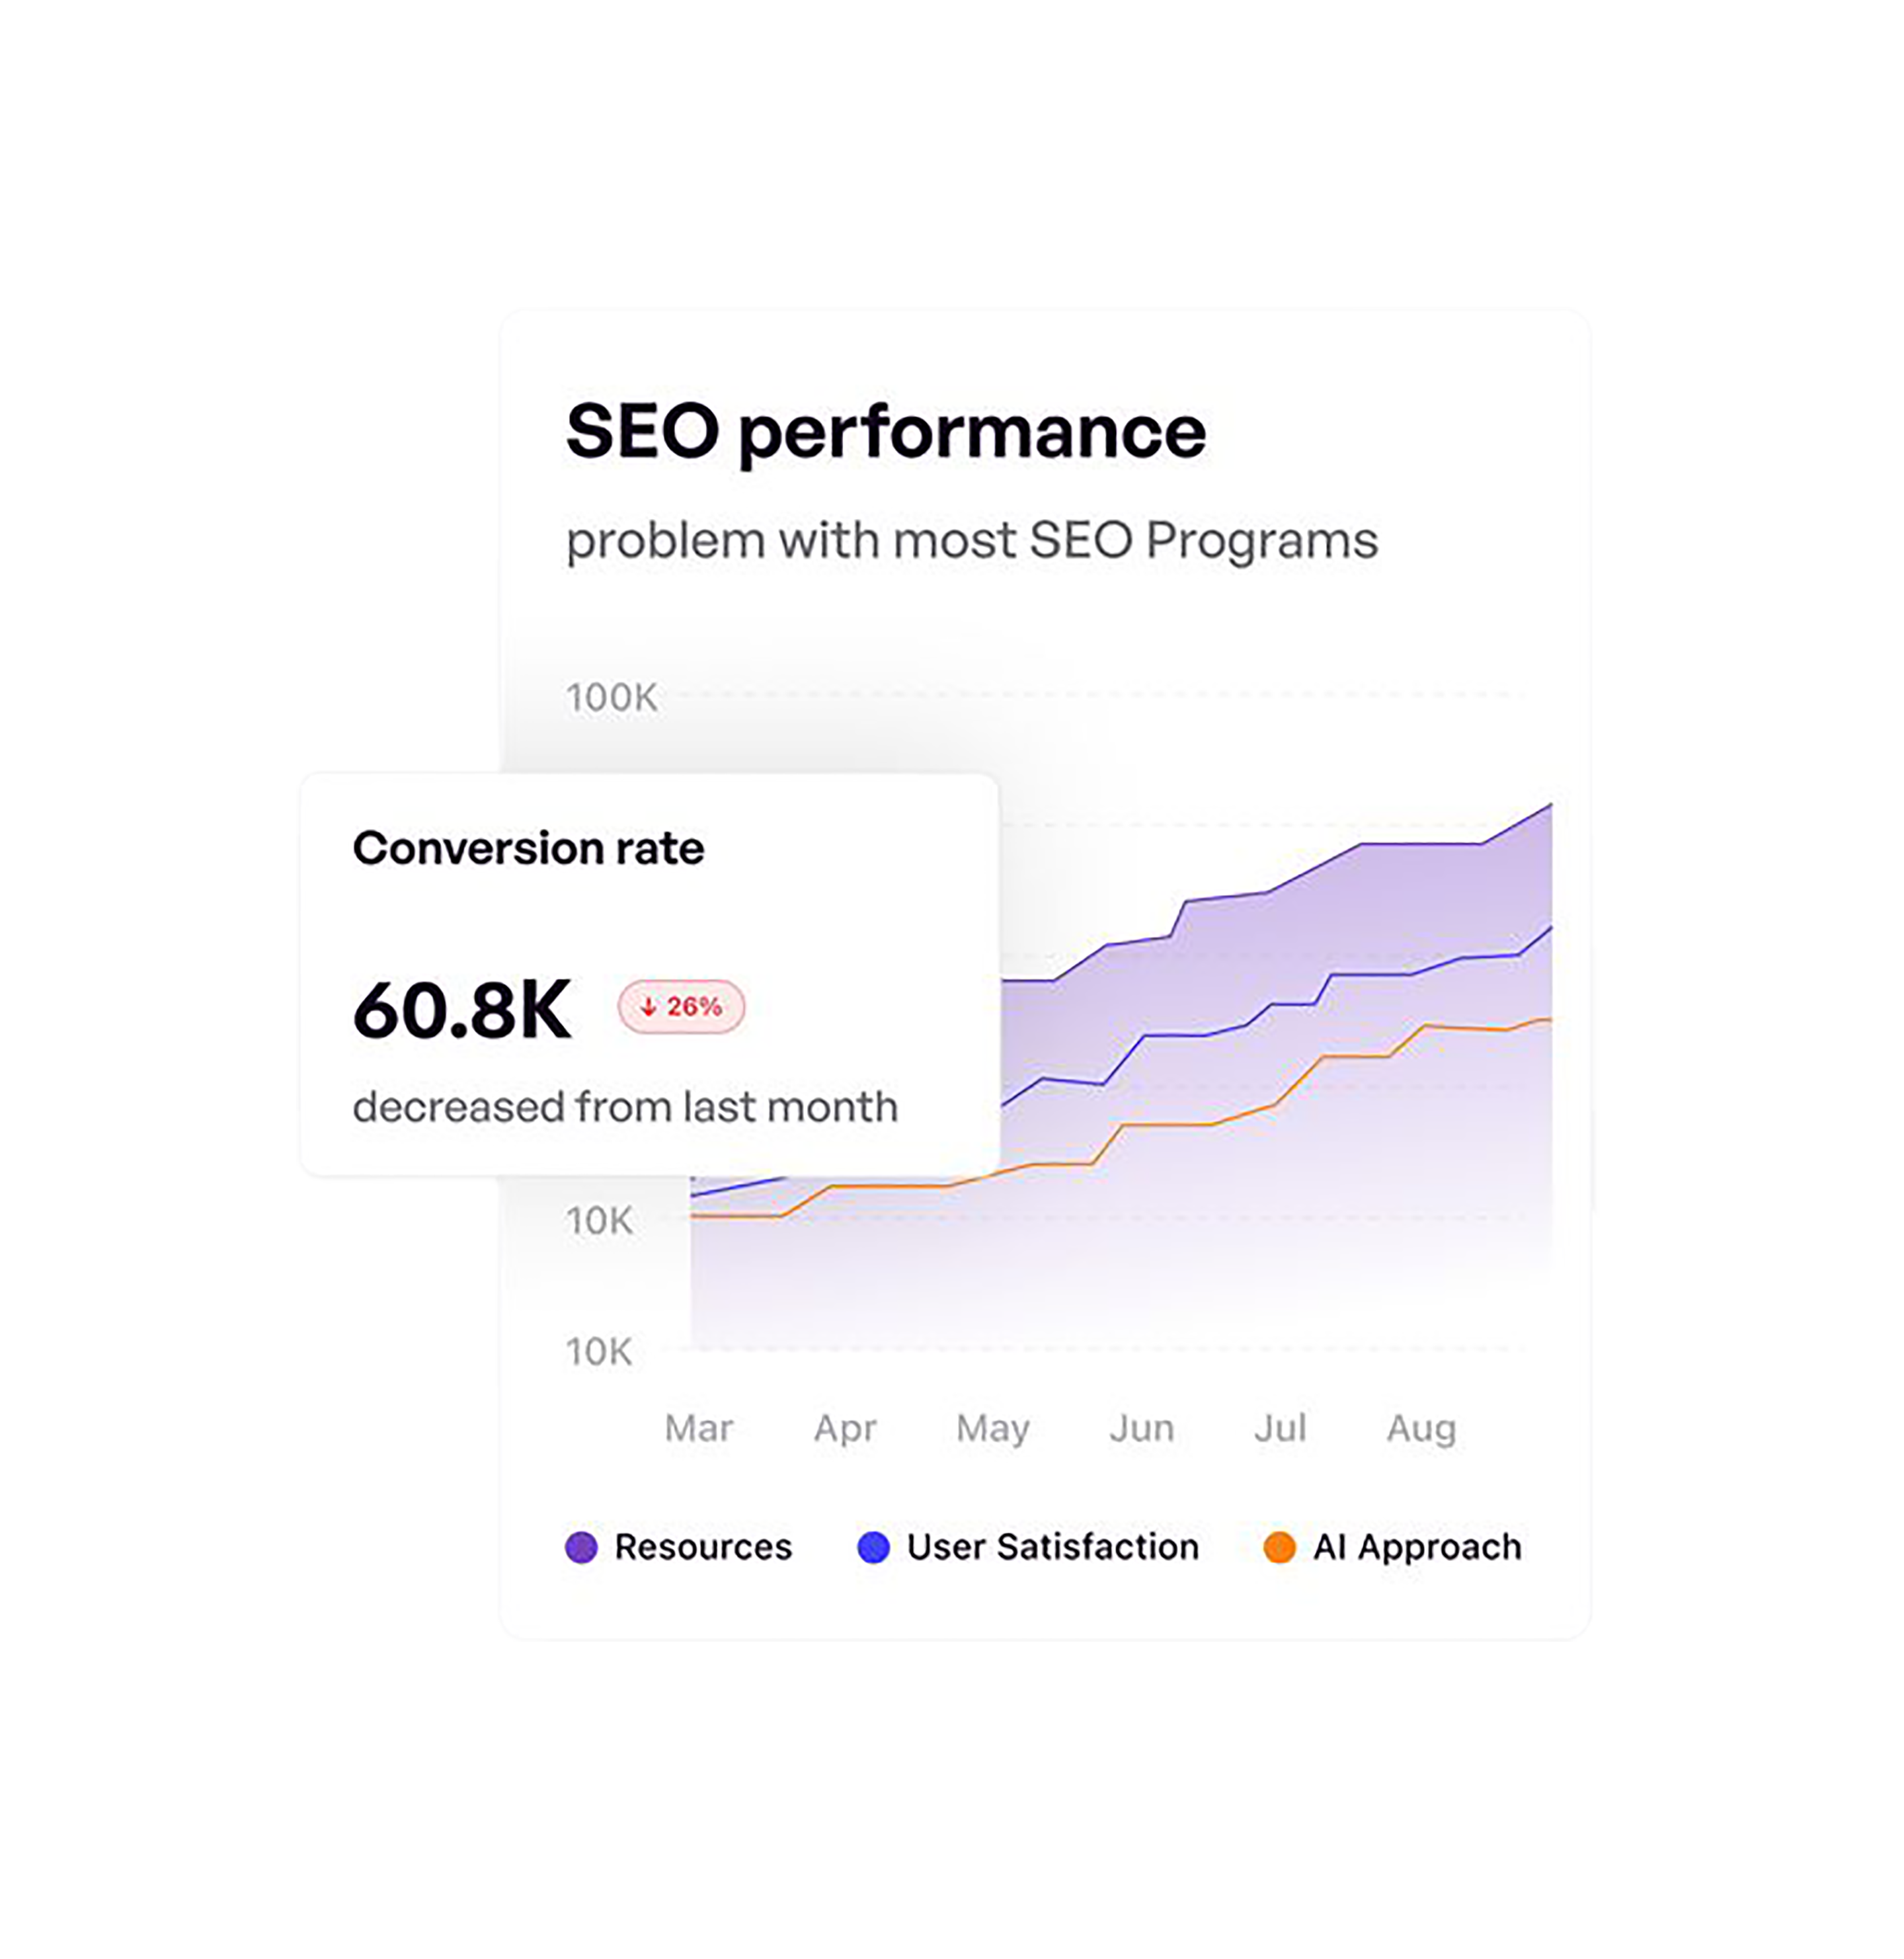 SEO performance
problem with most SEO Programs
100K
Conversion rate
60.8K ↓ 26%
decreased from last month
10K
10K
Mar Apr May Jun Jul Aug
Resources User Satisfaction AI Approach